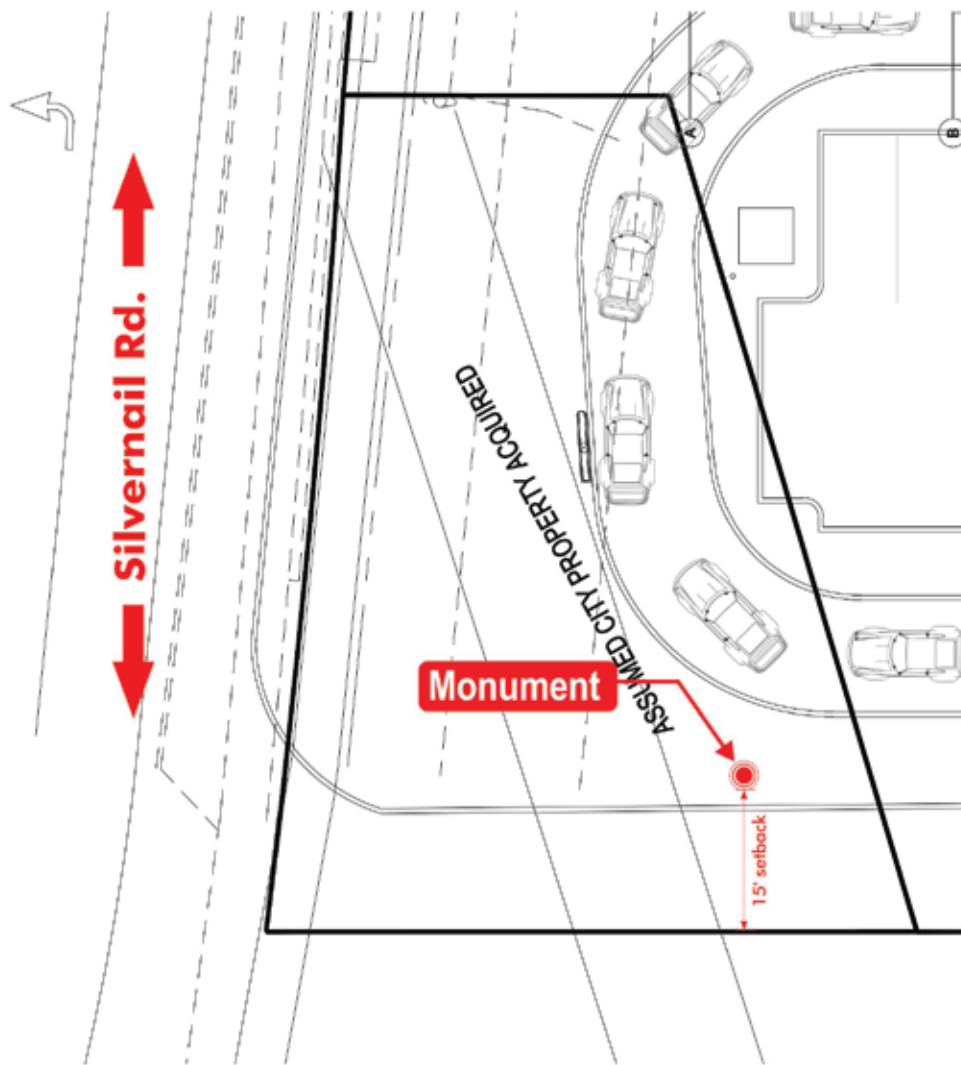 A
B
Silvernail Rd.
ASSUMED CITY PROPERTY ACQUIRED
Monument
15' setback